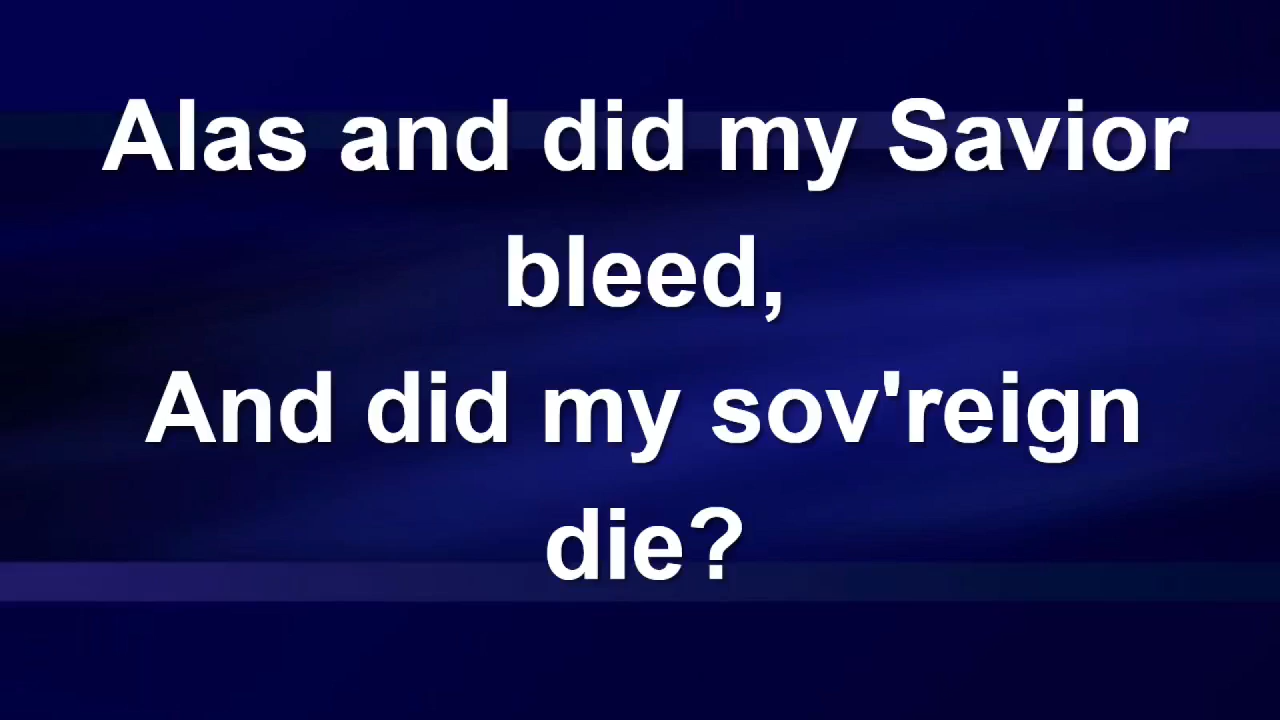 Alas and did my Savior
bleed,
And did my sov'reign
die?